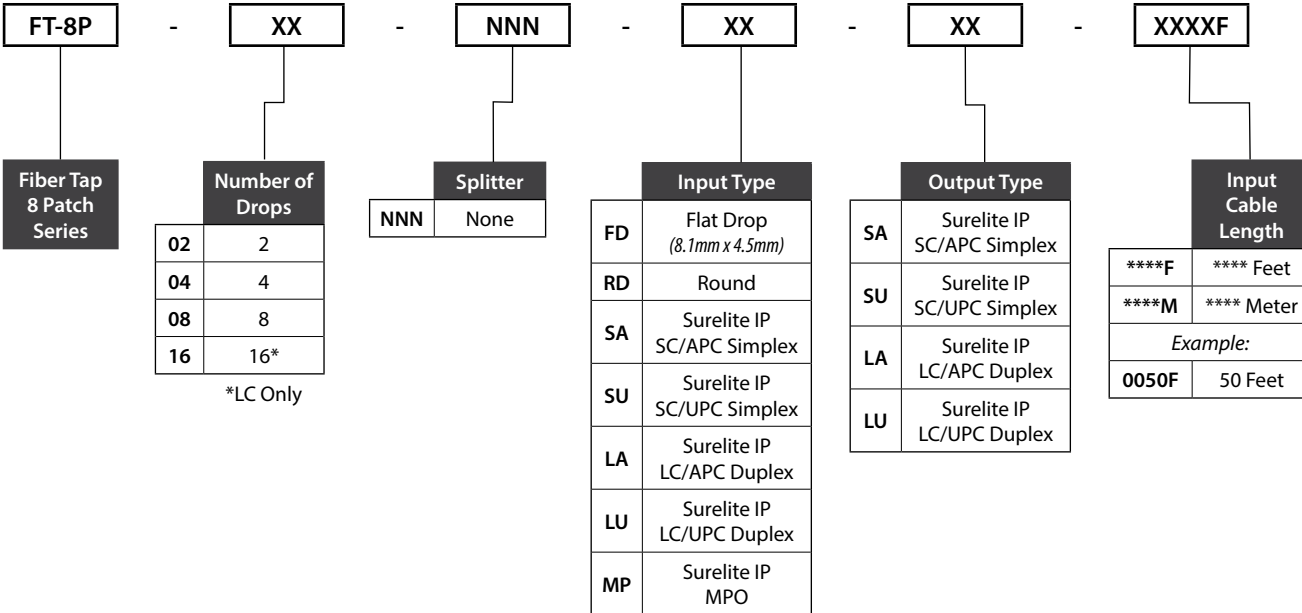 FT-8P - XX - NNN - XX - XX - XXXXF
Fiber Tap
8 Patch
Series
Number of
Drops
02 2
04 4
08 8
16 16*
*LC Only
Splitter
NNN None
Input Type
FD Flat Drop
(8.1mm x 4.5mm)
RD Round
SA Surelite IP
SC/APC Simplex
SU Surelite IP
SC/UPC Simplex
LA Surelite IP
LC/APC Duplex
LU Surelite IP
LC/UPC Duplex
MP Surelite IP
MPO
Output Type
SA Surelite IP
SC/APC Simplex
SU Surelite IP
SC/UPC Simplex
LA Surelite IP
LC/APC Duplex
LU Surelite IP
LC/UPC Duplex
Input
Cable
Length
****F **** Feet
****M **** Meter
Example:
0050F 50 Feet